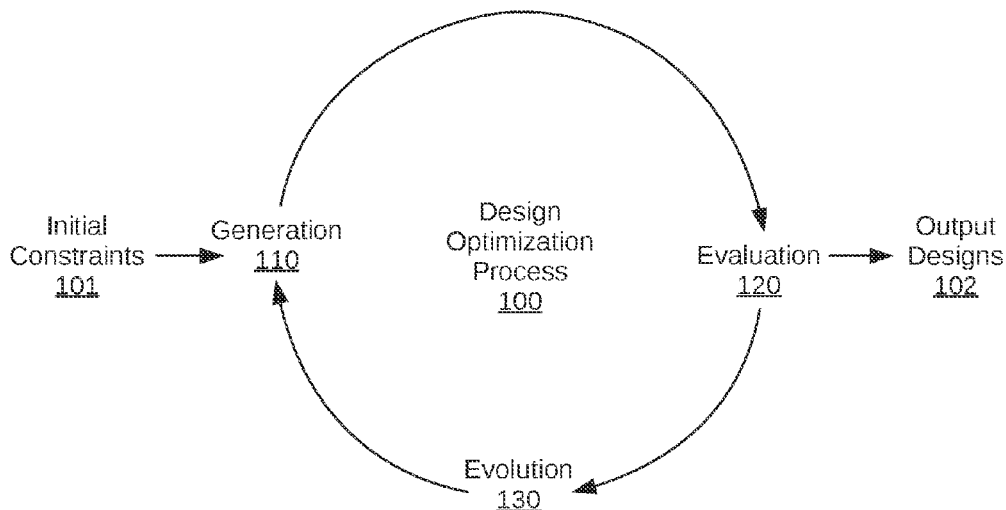 Initial
Constraints
101
Generation
110
Design
Optimization
Process
100
Evaluation
120
Output
Designs
102
Evolution
130